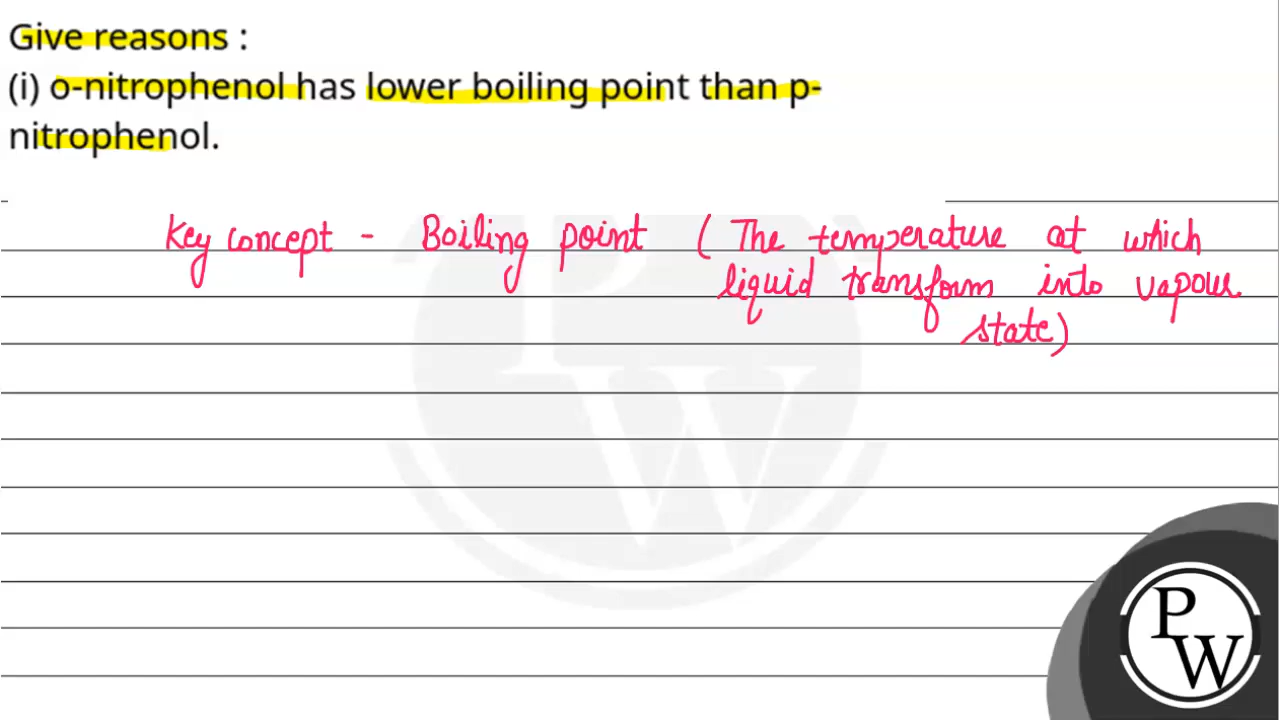 Give reasons :
(i) o-nitrophenol has lower boiling point than p-
nitrophenol.
Key concept - Boiling point ( The temperature at which
liquid transform into vapour
state)
P
W
P
W